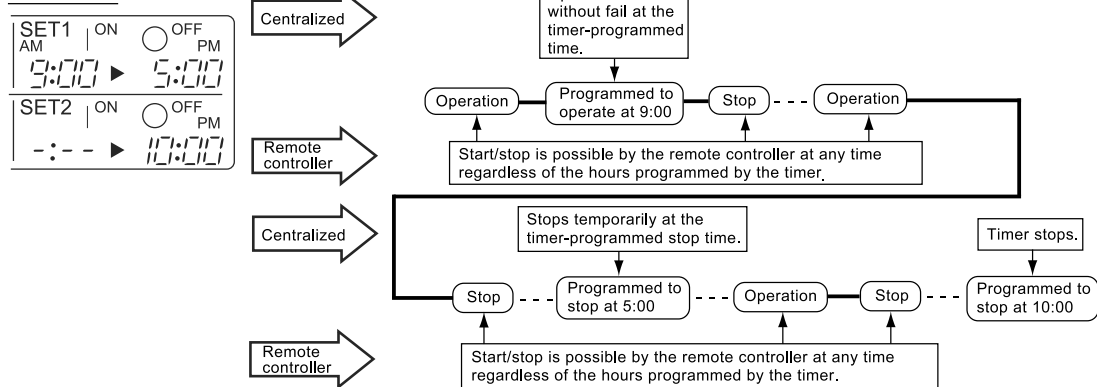 SET1 ON OFF
AM PM
9:00 ▶ 5:00
SET2 ON OFF
PM
-:-- ▶ 10:00
Centralized
without fail at the
timer-programmed
time.
Operation
Programmed to
operate at 9:00
Stop
Operation
Remote
controller
Start/stop is possible by the remote controller at any time
regardless of the hours programmed by the timer.
Centralized
Stops temporarily at the
timer-programmed stop time.
Timer stops.
Stop
Programmed to
stop at 5:00
Operation
Stop
Programmed to
stop at 10:00
Remote
controller
Start/stop is possible by the remote controller at any time
regardless of the hours programmed by the timer.